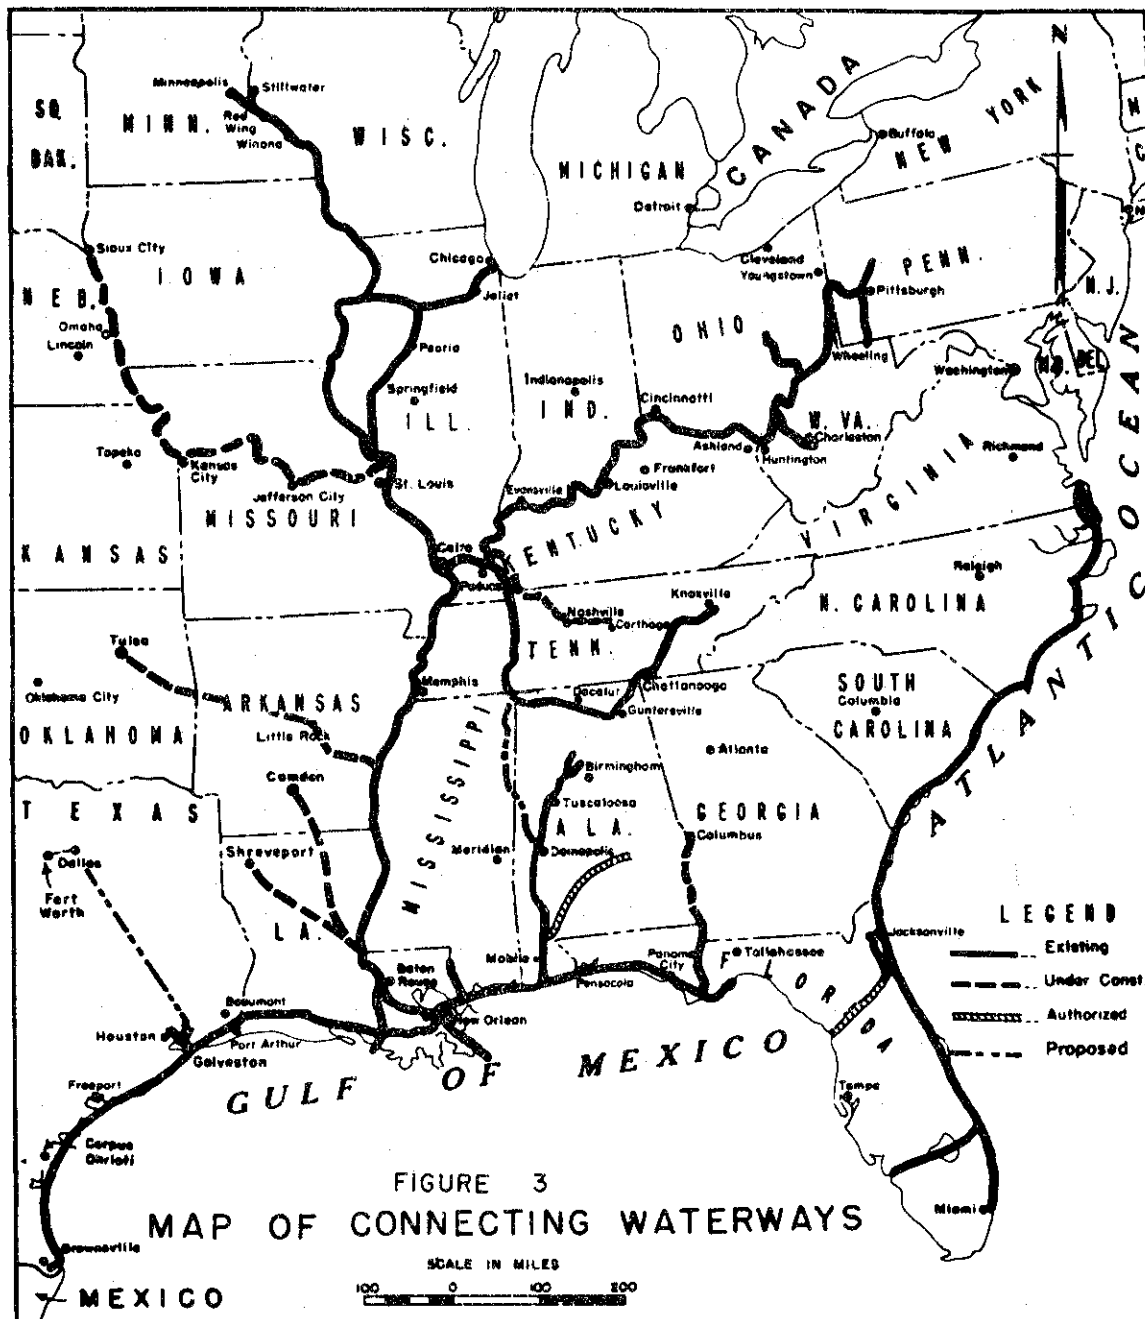 Minneapolis
Stillwater
SO. DAK.
MINN.
Red Wing
Winona
WISC.
MICHIGAN
CANADA
Buffalo
NEW YORK
N
Detroit
Sioux City
IOWA
Chicago
Joliet
Cleveland
Youngstown
PENN.
Pittsburgh
N.J.
NEB.
Omaha
Lincoln
Peoria
OHIO
Wheeling
Washington
MD.
DEL.
Springfield
ILL.
Indianapolis
IND.
Cincinnatti
W. VA.
Charleston
Ashland
Huntington
Richmond
Topeka
Kansas City
Jefferson City
St. Louis
MISSOURI
Evansville
Louisville
Frankfort
KENTUCKY
VIRGINIA
KANSAS
Cairo
Paducah
Nashville
Carthage
Knoxville
Raleigh
N. CAROLINA
TENN.
Tulsa
Oklahoma City
OKLAHOMA
ARKANSAS
Little Rock
Memphis
Decatur
Chattanooga
Guntersville
SOUTH CAROLINA
Columbia
Camden
MISSISSIPPI
Birmingham
Tuscaloosa
ALA.
Atlanta
GEORGIA
Columbus
TEXAS
Dallas
Fort Worth
Shreveport
Meridian
Demopolis
LA.
Mobile
Pensacola
Panama City
Tallahassee
FLORIDA
Jacksonville
Baton Rouge
New Orlean
Beaumont
Houston
Port Arthur
Galveston
Freeport
Corpus Christi
Brownsville
MEXICO
Tampa
Miami
GULF OF MEXICO
ATLANTIC OCEAN
LEGEND
Existing
Under Const
Authorized
Proposed
FIGURE 3
MAP OF CONNECTING WATERWAYS
SCALE IN MILES
100 0 100 200